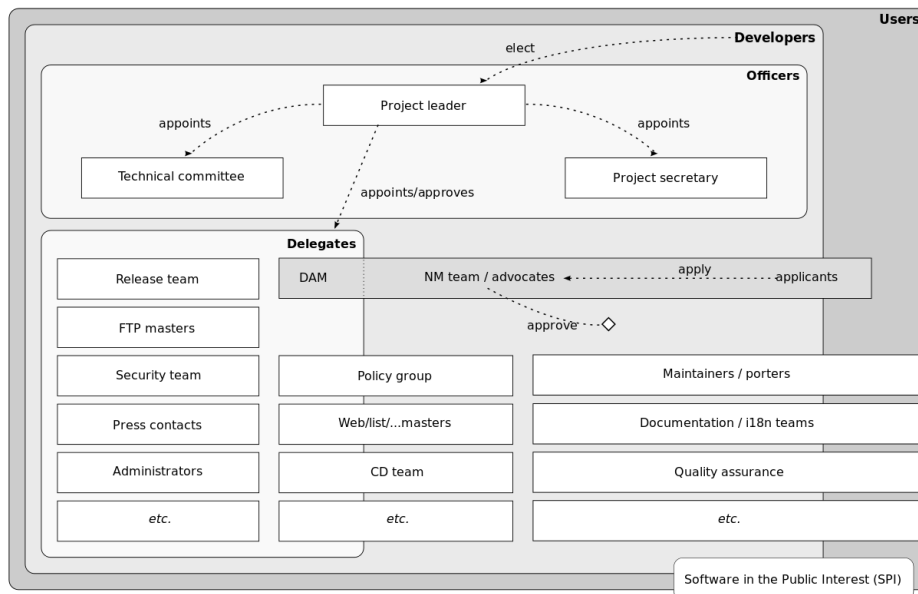 Users
Developers
elect
Officers
Project leader
appoints
appoints
Technical committee
Project secretary
appoints/approves
Delegates
Release team
DAM
NM team / advocates
apply
applicants
FTP masters
approve
Security team
Policy group
Maintainers / porters
Press contacts
Web/list/...masters
Documentation / i18n teams
Administrators
CD team
Quality assurance
etc.
etc.
etc.
Software in the Public Interest (SPI)